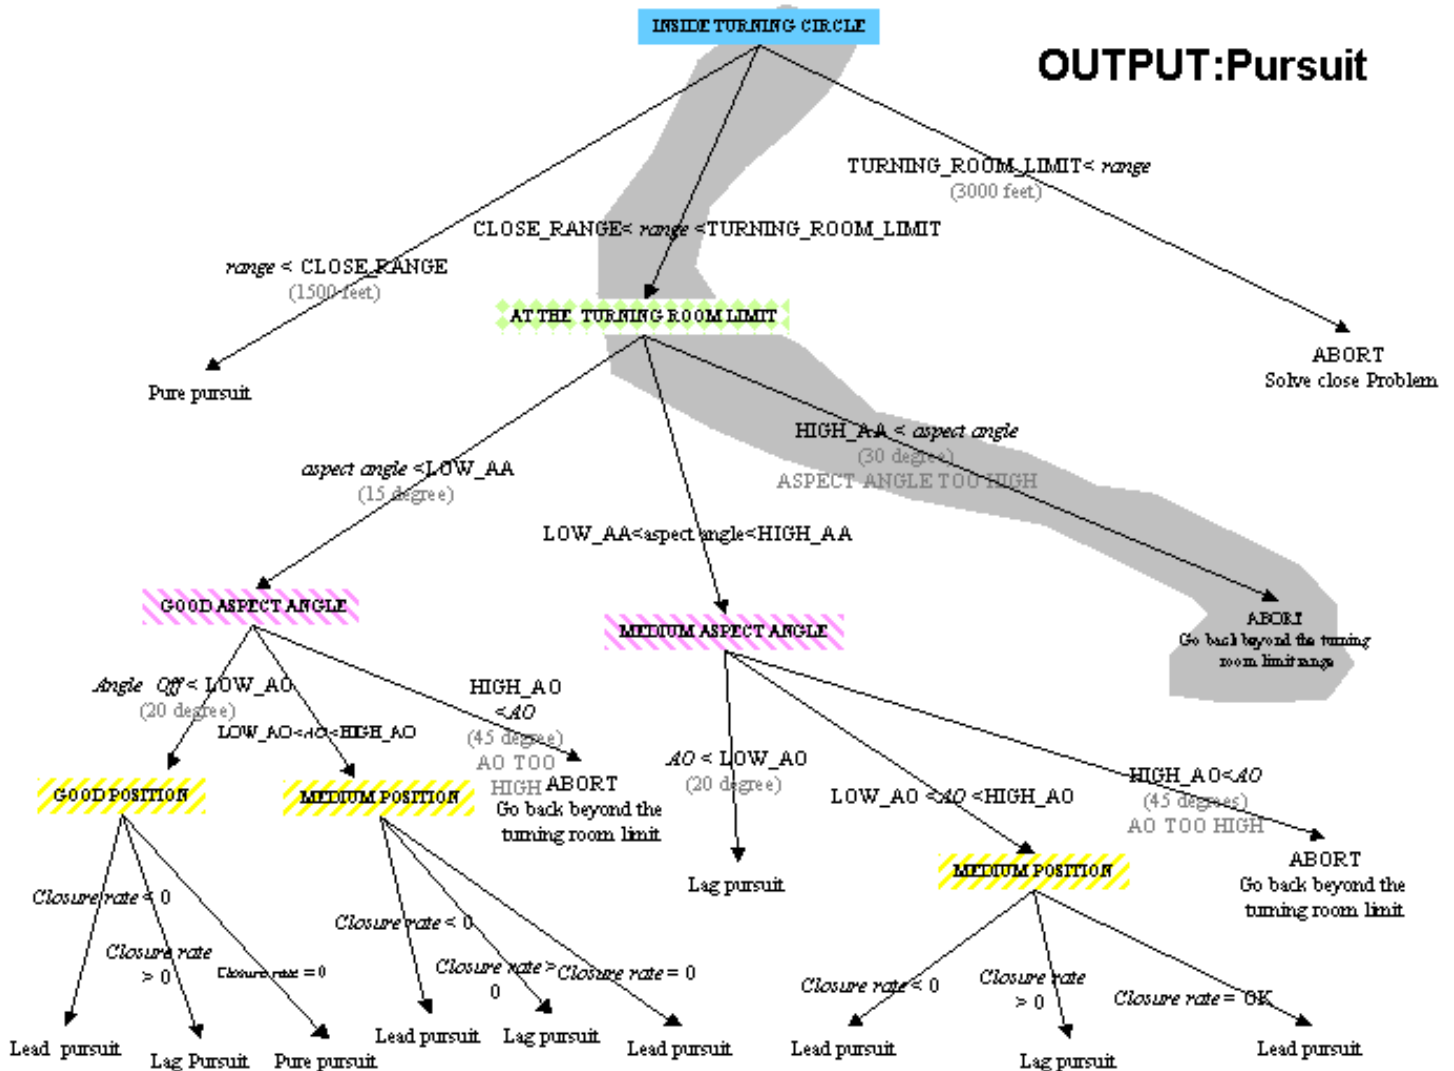 INSIDE TURNING CIRCLE
OUTPUT:Pursuit
TURNING_ROOM_LIMIT< range
(3000 feet)
CLOSE_RANGE< range <TURNING_ROOM_LIMIT
range < CLOSE_RANGE
(1500 feet)
AT THE TURNING ROOM LIMIT
Pure pursuit
ABORT
Solve close Problem
HIGH_AA < aspect angle
(30 degree)
ASPECT ANGLE TOO HIGH
aspect angle <LOW_AA
(15 degree)
LOW_AA<aspect angle<HIGH_AA
GOOD ASPECT ANGLE
MEDIUM ASPECT ANGLE
ABORT
Go back beyond the turning
room limit range
Angle Off < LOW_AO
(20 degree)
LOW_AO<AO<HIGH_AO
HIGH_AO
<AO
(45 degree)
AO TOO
HIGH
ABORT
Go back beyond the
turning room limit
AO < LOW_AO
(20 degree)
LOW_AO <AO <HIGH_AO
HIGH_AO<AO
(45 degrees)
AO TOO HIGH
GOOD POSITION
MEDIUM POSITION
Lag pursuit
MEDIUM POSITION
ABORT
Go back beyond the
turning room limit
Closure rate < 0
Closure rate
> 0
Closure rate = 0
Closure rate < 0
Closure rate >
0
Closure rate = 0
Closure rate < 0
Closure rate
> 0
Closure rate = OK
Lead pursuit
Lag Pursuit
Pure pursuit
Lead pursuit
Lag pursuit
Lead pursuit
Lead pursuit
Lag pursuit
Lead pursuit